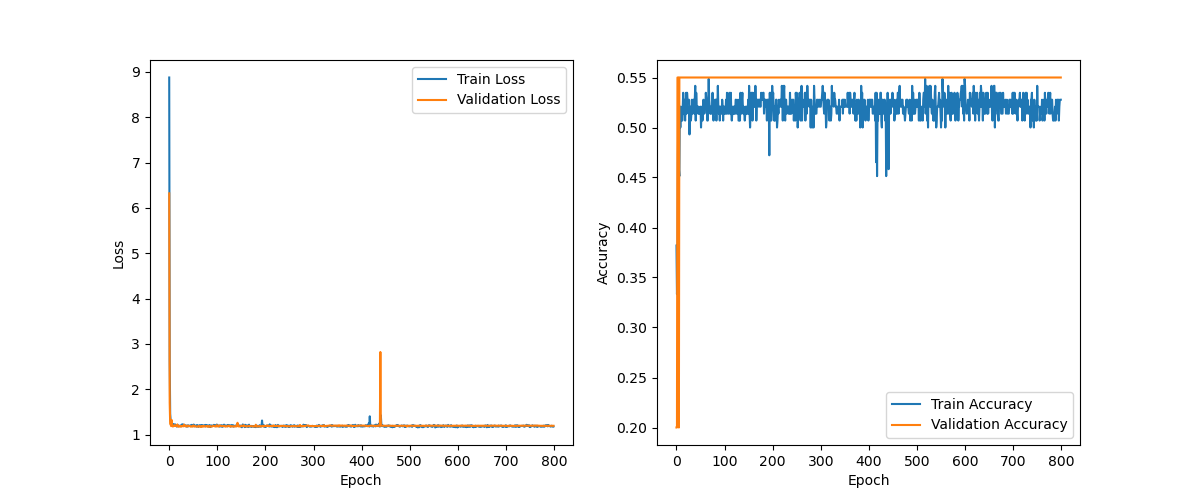 9
8
7
6
5
4
3
2
1
Loss
0 100 200 300 400 500 600 700 800
Epoch
Train Loss
Validation Loss
0.55
0.50
0.45
0.40
0.35
0.30
0.25
0.20
Accuracy
0 100 200 300 400 500 600 700 800
Epoch
Train Accuracy
Validation Accuracy